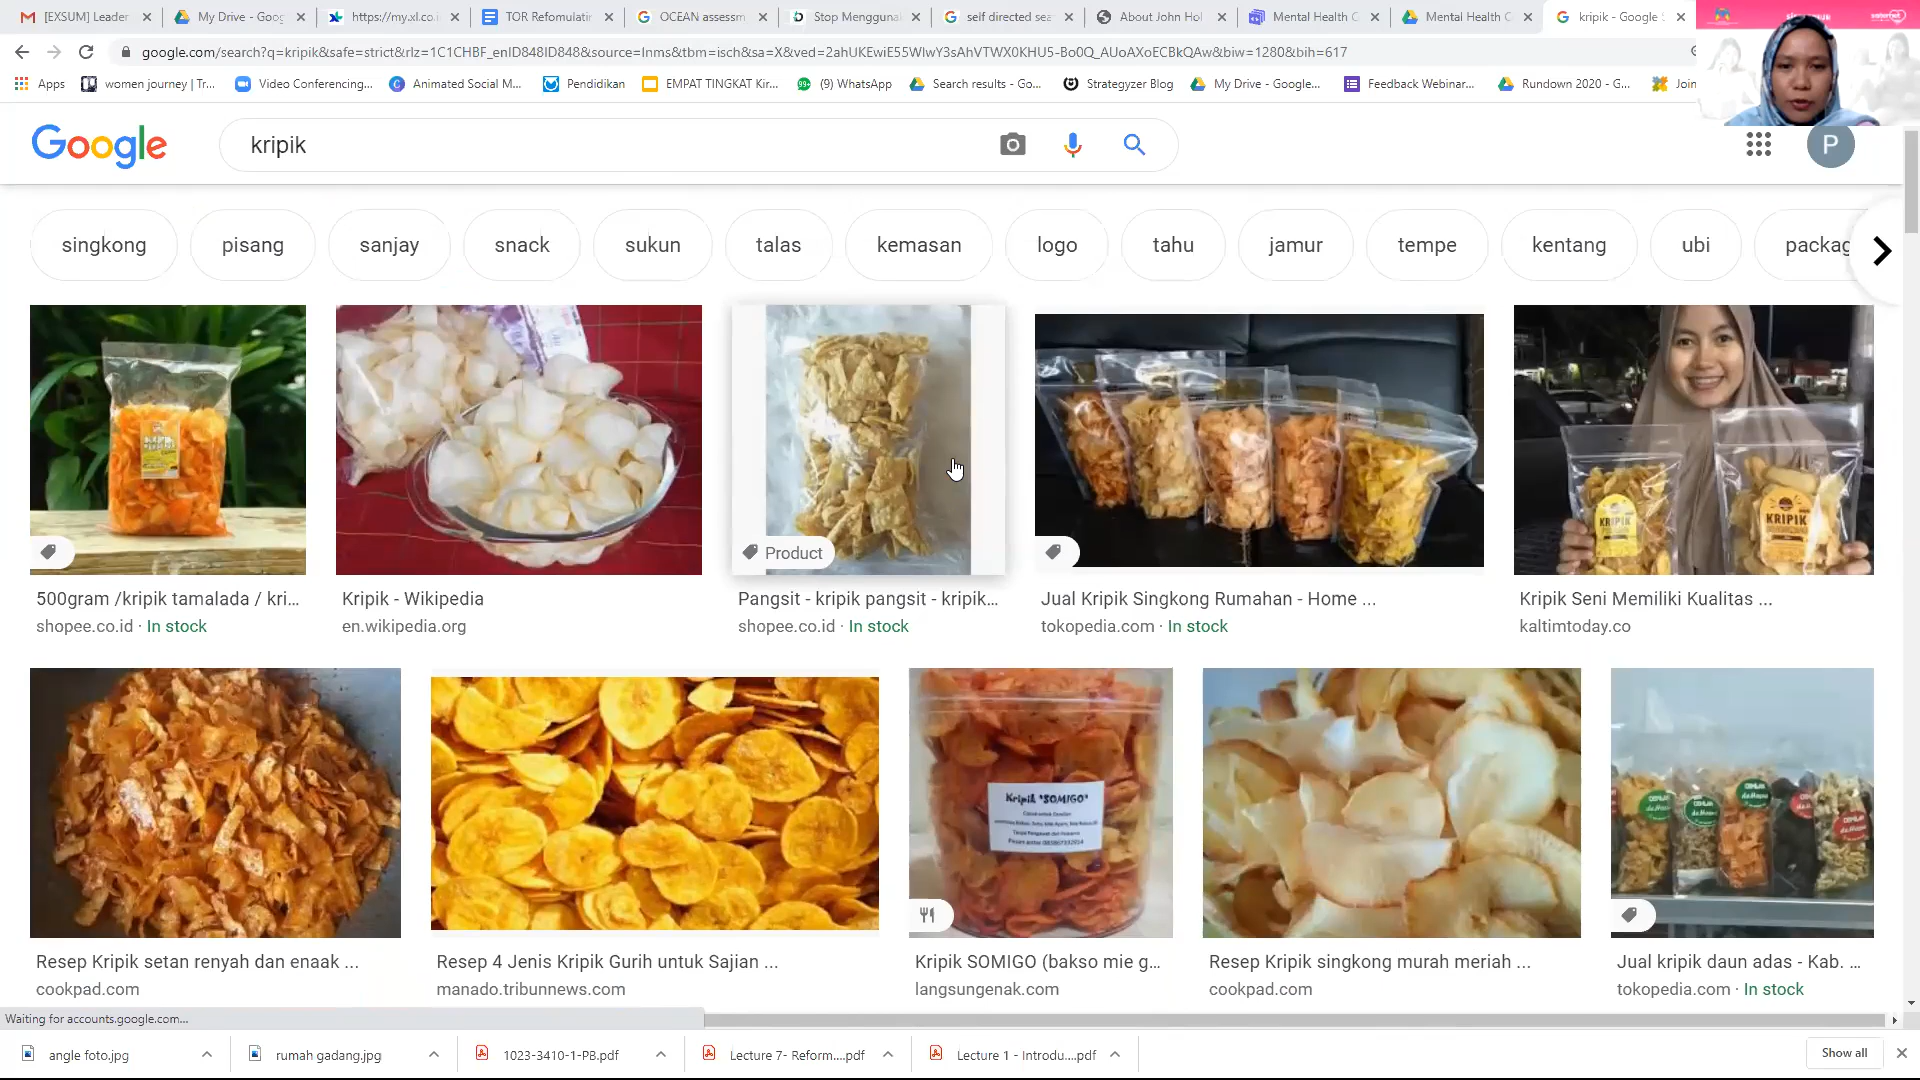 [EXSUM] Leader
My Drive - Goog
https://my.xl.co.i
TOR Refomulatin
OCEAN assessm
Stop Menggunak
self directed sea
About John Hol
Mental Health C
Mental Health C
kripik - Google S
google.com/search?q=kripik&safe=strict&rlz=1C1CHBF_enID848ID848&source=lnms&tbm=isch&sa=X&ved=2ahUKEwiE55WlwY3sAhVTWX0KHU5-Bo0Q_AUoAXoECBkQAw&biw=1280&bih=617
Apps
women journey | Tr...
Video Conferencing...
Animated Social M...
Pendidikan
EMPAT TINGKAT Kir...
99+
(9) WhatsApp
Search results - Go...
Strategyzer Blog
My Drive - Google...
Feedback Webinar...
Rundown 2020 - G...
Join
Google
kripik
P
singkong
pisang
sanjay
snack
sukun
talas
kemasan
logo
tahu
jamur
tempe
kentang
ubi
packag
Product
KRIPIK
KRIPIK
500gram /kripik tamalada / kri...
shopee.co.id · In stock
Kripik - Wikipedia
en.wikipedia.org
Pangsit - kripik pangsit - kripik...
shopee.co.id · In stock
Jual Kripik Singkong Rumahan - Home ...
tokopedia.com · In stock
Kripik Seni Memiliki Kualitas ...
kaltimtoday.co
Kripik "SOMIGO"
Resep Kripik setan renyah dan enaak ...
cookpad.com
Resep 4 Jenis Kripik Gurih untuk Sajian ...
manado.tribunnews.com
Kripik SOMIGO (bakso mie g...
langsungenak.com
Resep Kripik singkong murah meriah ...
cookpad.com
Jual kripik daun adas - Kab. ...
tokopedia.com · In stock
Waiting for accounts.google.com...
angle foto.jpg
rumah gadang.jpg
1023-3410-1-PB.pdf
Lecture 7- Reform....pdf
Lecture 1 - Introdu....pdf
Show all